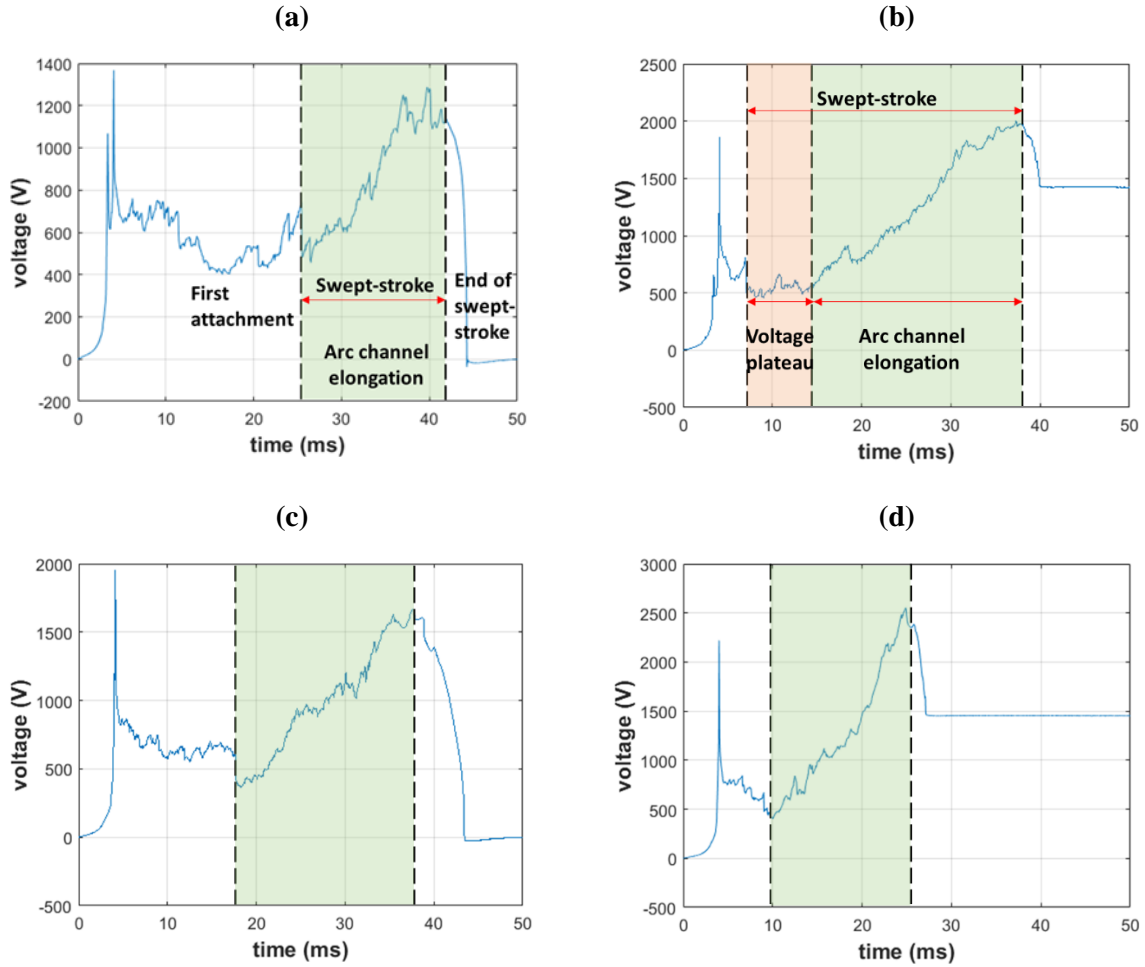 (a)
1400
1200
1000
800
600
400
200
0
-200
voltage (V)
First
attachment
Swept-stroke
Arc channel
elongation
End of
swept-
stroke
0 10 20 30 40 50
time (ms)
(b)
2500
2000
1500
1000
500
0
-500
voltage (V)
Swept-stroke
Voltage
plateau
Arc channel
elongation
0 10 20 30 40 50
time (ms)
(c)
2000
1500
1000
500
0
-500
voltage (V)
0 10 20 30 40 50
time (ms)
(d)
3000
2500
2000
1500
1000
500
0
-500
voltage (V)
0 10 20 30 40 50
time (ms)